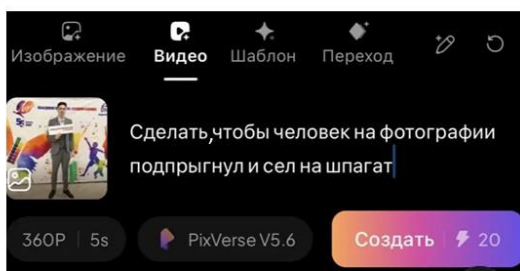 Изображение
Видео
Шаблон
Переход
Сделать,чтобы человек на фотографии
подпрыгнул и сел на шпагат
360P | 5s
PixVerse V5.6
Создать
20